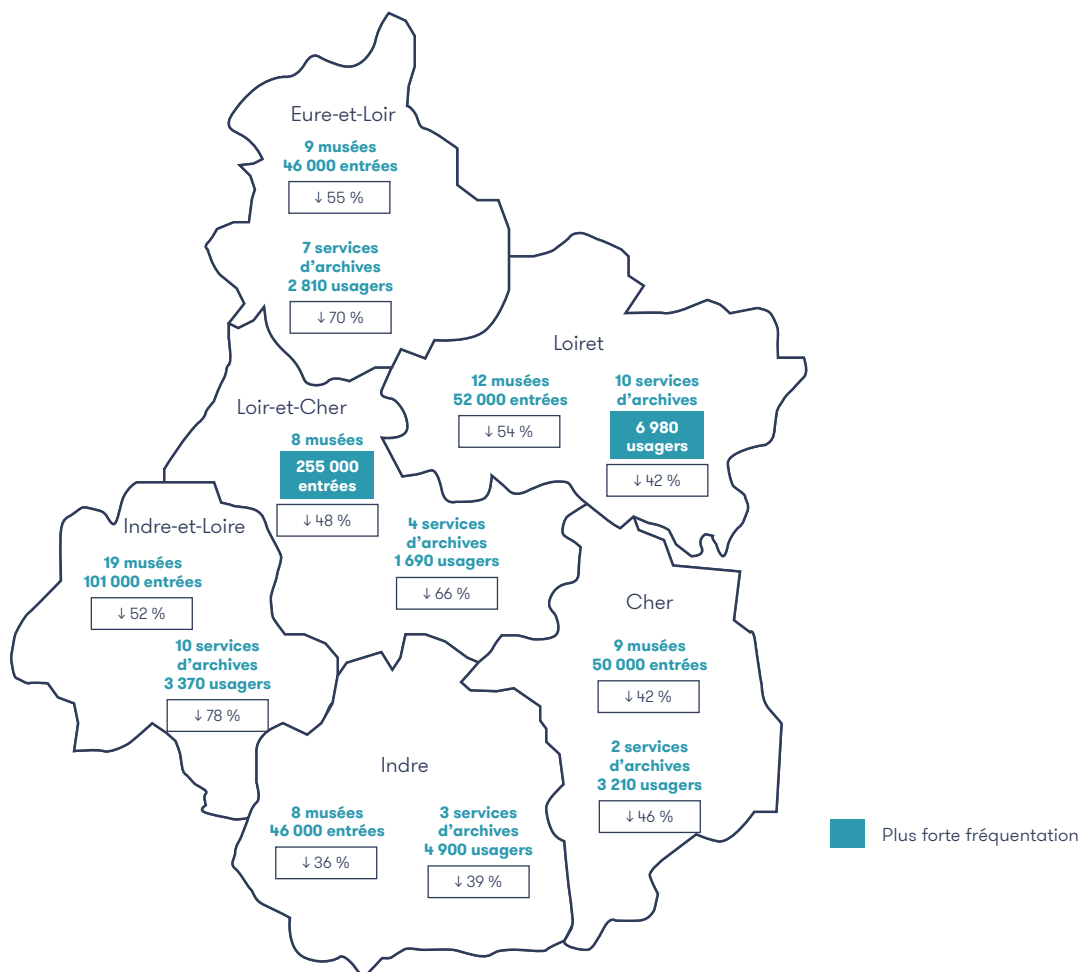 Eure-et-Loir
9 musées
46 000 entrées
↓ 55 %
7 services
d'archives
2 810 usagers
↓ 70 %
Loiret
12 musées
52 000 entrées
↓ 54 %
10 services
d'archives
6 980
usagers
↓ 42 %
Loir-et-Cher
8 musées
255 000
entrées
↓ 48 %
4 services
d'archives
1 690 usagers
↓ 66 %
Indre-et-Loire
19 musées
101 000 entrées
↓ 52 %
10 services
d'archives
3 370 usagers
↓ 78 %
Cher
9 musées
50 000 entrées
↓ 42 %
2 services
d'archives
3 210 usagers
↓ 46 %
Indre
8 musées
46 000 entrées
↓ 36 %
3 services
d'archives
4 900 usagers
↓ 39 %
Plus forte fréquentation